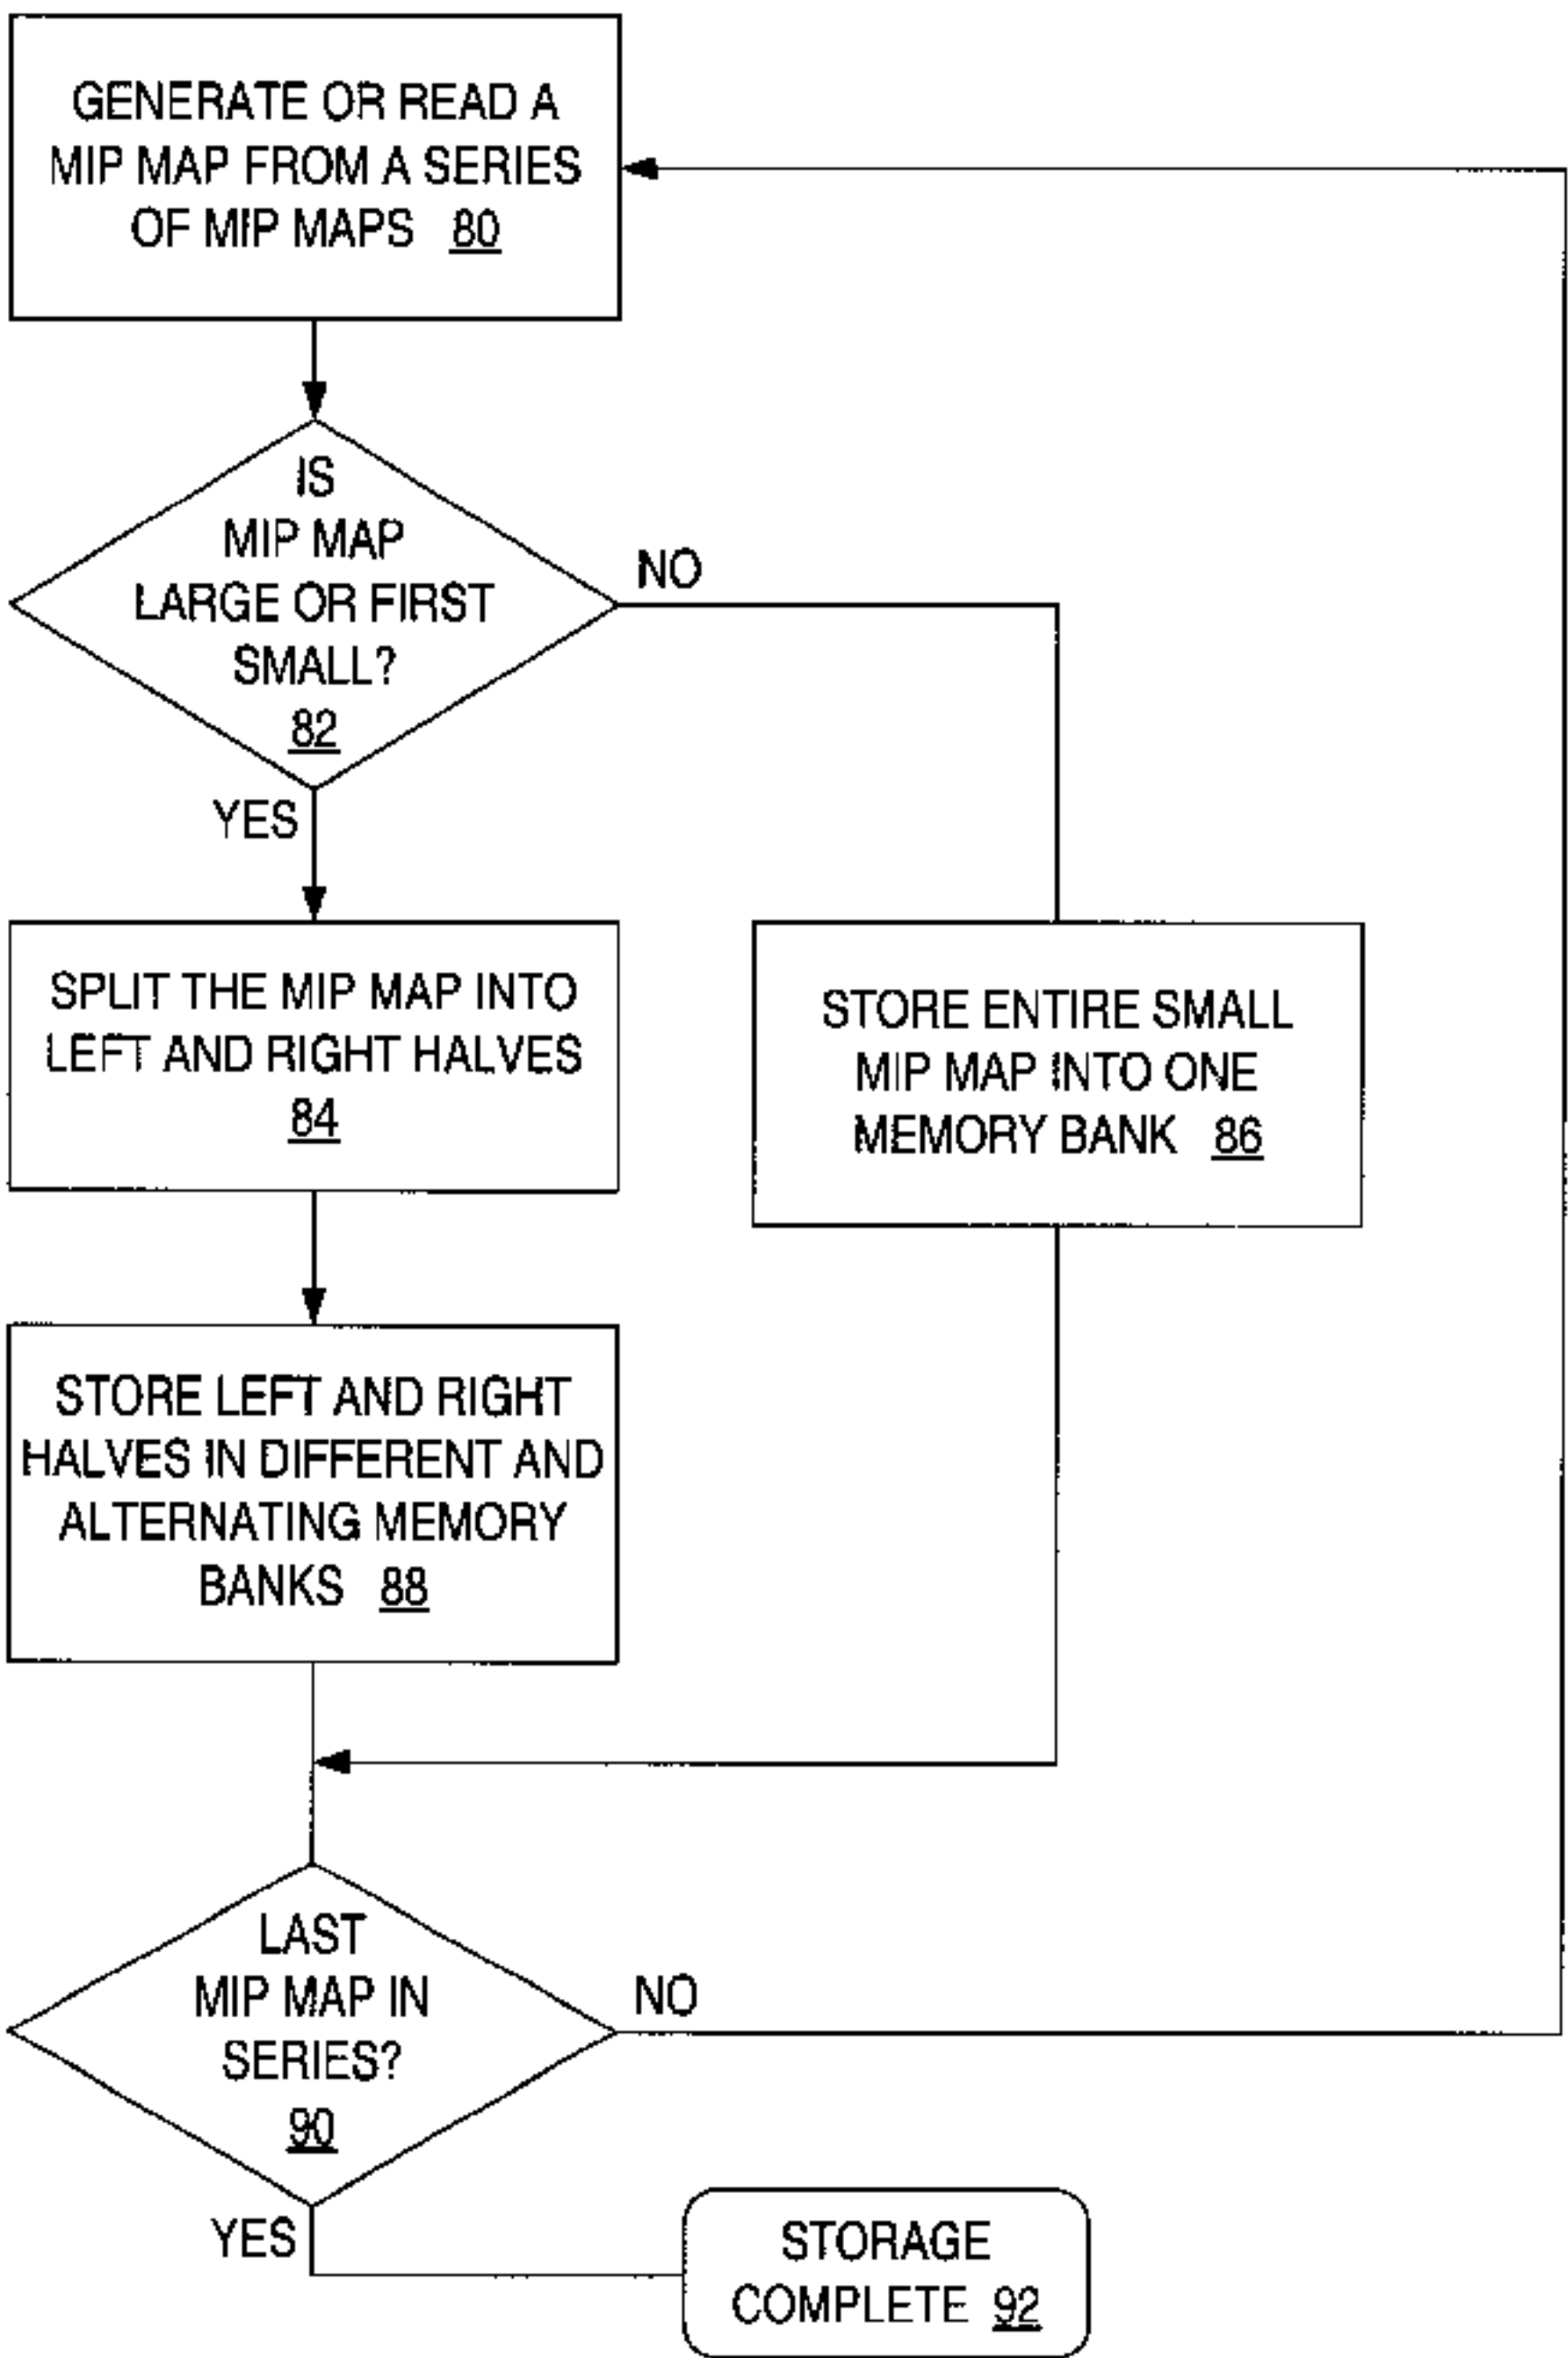 GENERATE OR READ A
MIP MAP FROM A SERIES
OF MIP MAPS 80
IS
MIP MAP
LARGE OR FIRST
SMALL?
82
NO
YES
SPLIT THE MIP MAP INTO
LEFT AND RIGHT HALVES
84
STORE ENTIRE SMALL
MIP MAP INTO ONE
MEMORY BANK 86
STORE LEFT AND RIGHT
HALVES IN DIFFERENT AND
ALTERNATING MEMORY
BANKS 88
LAST
MIP MAP IN
SERIES?
90
NO
YES
STORAGE
COMPLETE 92